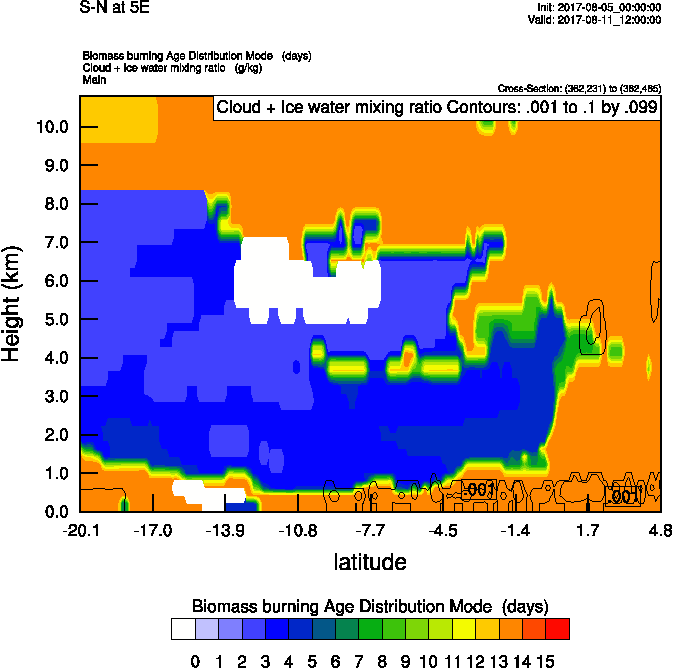 S-N at 5E
Init: 2017-08-05_00:00:00
Valid: 2017-08-11_12:00:00
Biomass burning Age Distribution Mode (days)
Cloud + Ice water mixing ratio (g/kg)
Main
Cross-Section: (362,231) to (362,485)
Cloud + Ice water mixing ratio Contours: .001 to .1 by .099
10.0
9.0
8.0
7.0
6.0
5.0
4.0
3.0
2.0
1.0
0.0
Height (km)
.001
.001
-20.1 -17.0 -13.9 -10.8 -7.7 -4.5 -1.4 1.7 4.8
latitude
Biomass burning Age Distribution Mode (days)
0 1 2 3 4 5 6 7 8 9 10 11 12 13 14 15